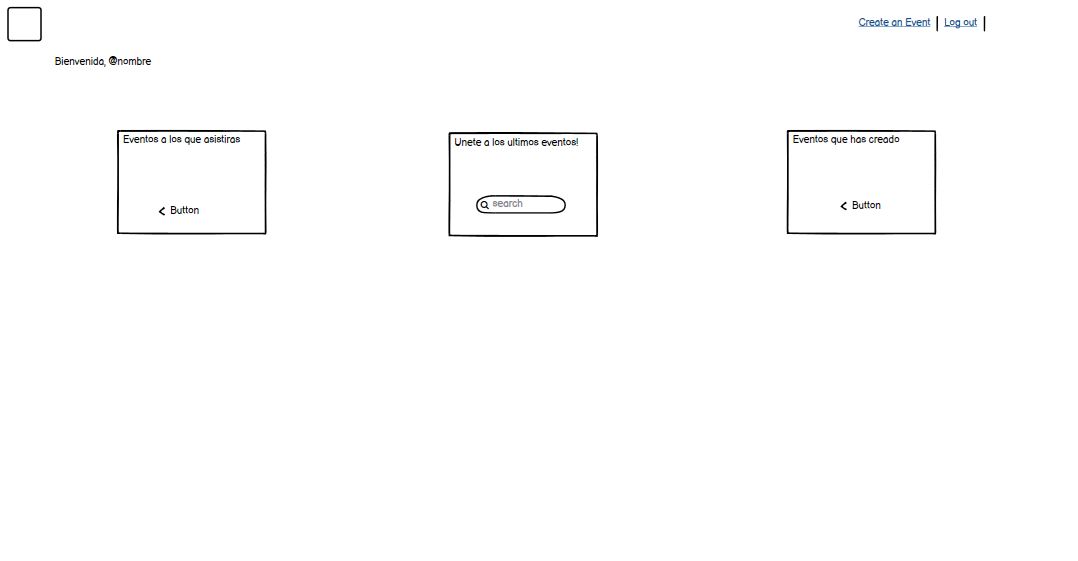 Create an Event
Log out
Bienvenida, @nombre
Eventos a los que asistiras
Button
Unete a los ultimos eventos!
search
Eventos que has creado
Button